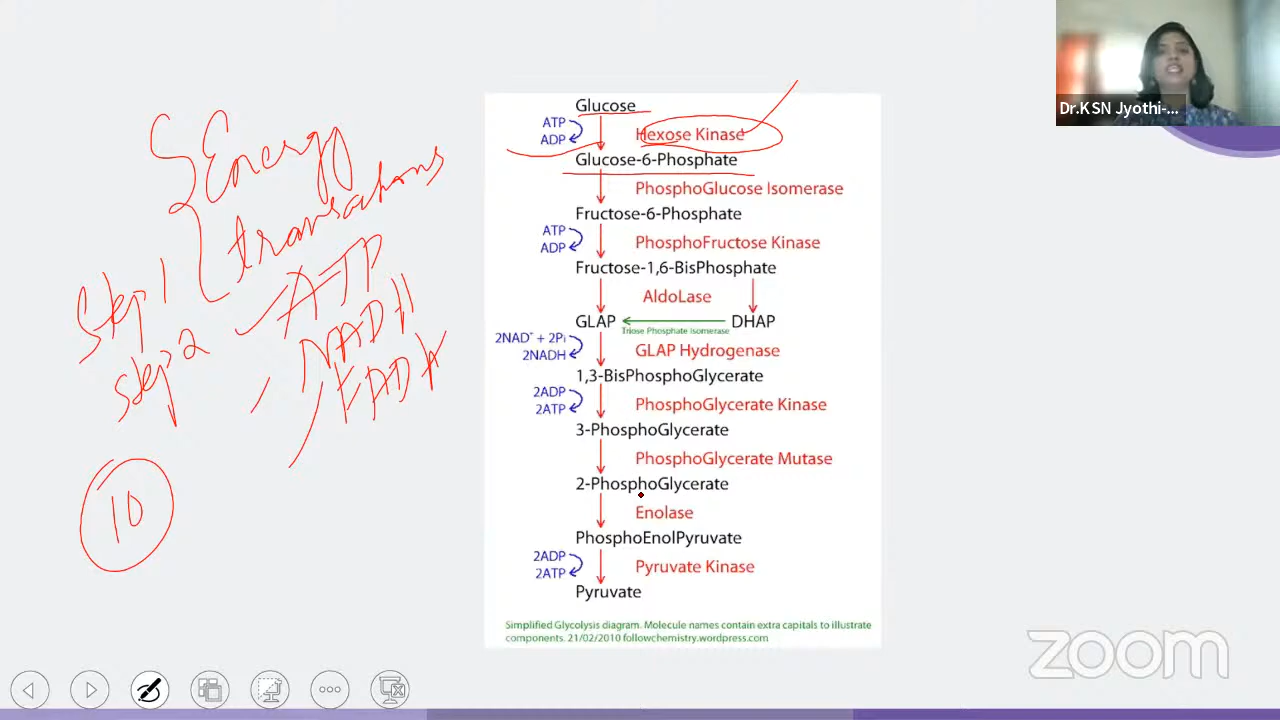 Energy
transactions
Step 1
Step 2
ATP
NADH
10
Glucose
ATP
ADP
Hexose Kinase
Glucose-6-Phosphate
PhosphoGlucose Isomerase
Fructose-6-Phosphate
ATP
ADP
PhosphoFructose Kinase
Fructose-1,6-BisPhosphate
AldoLase
GLAP
DHAP
Triose Phosphate Isomerase
2NAD⁺ + 2Pi
2NADH
GLAP Hydrogenase
1,3-BisPhosphoGlycerate
2ADP
2ATP
PhosphoGlycerate Kinase
3-PhosphoGlycerate
PhosphoGlycerate Mutase
2-PhosphoGlycerate
Enolase
PhosphoEnolPyruvate
2ADP
2ATP
Pyruvate Kinase
Pyruvate
Simplified Glycolysis diagram. Molecule names contain extra capitals to illustrate
components. 21/02/2010 followchemistry.wordpress.com
Dr.KSN Jyothi-...
zoom